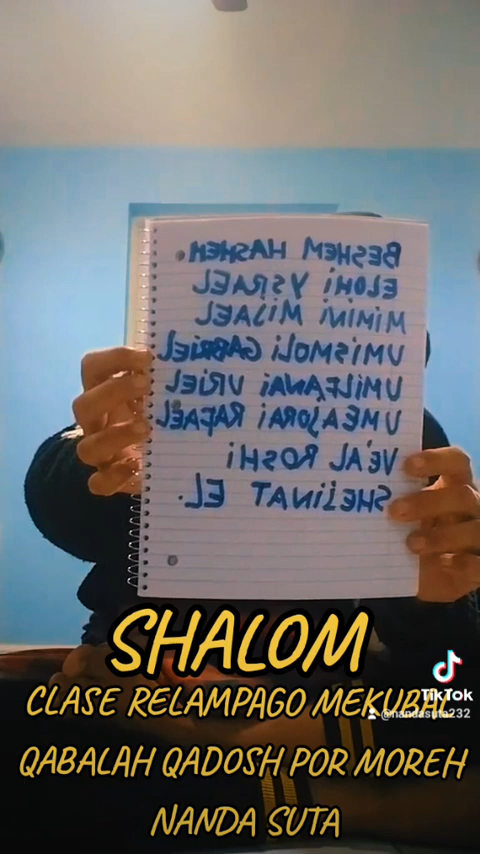 BESHEM HASHEM
ELOHI YSRAEL
MIMINI MIJAEL
UMISMOLI GABRIEL
UMILFANAI URIEL
UMEAJORAI RAFAEL
VE'AL ROSHI
SHEJINAT EL.
SHALOM
CLASE RELAMPAGO MEKUBAL
QABALAH QADOSH POR MOREH
NANDA SUTA
TikTok
@nandasuta232